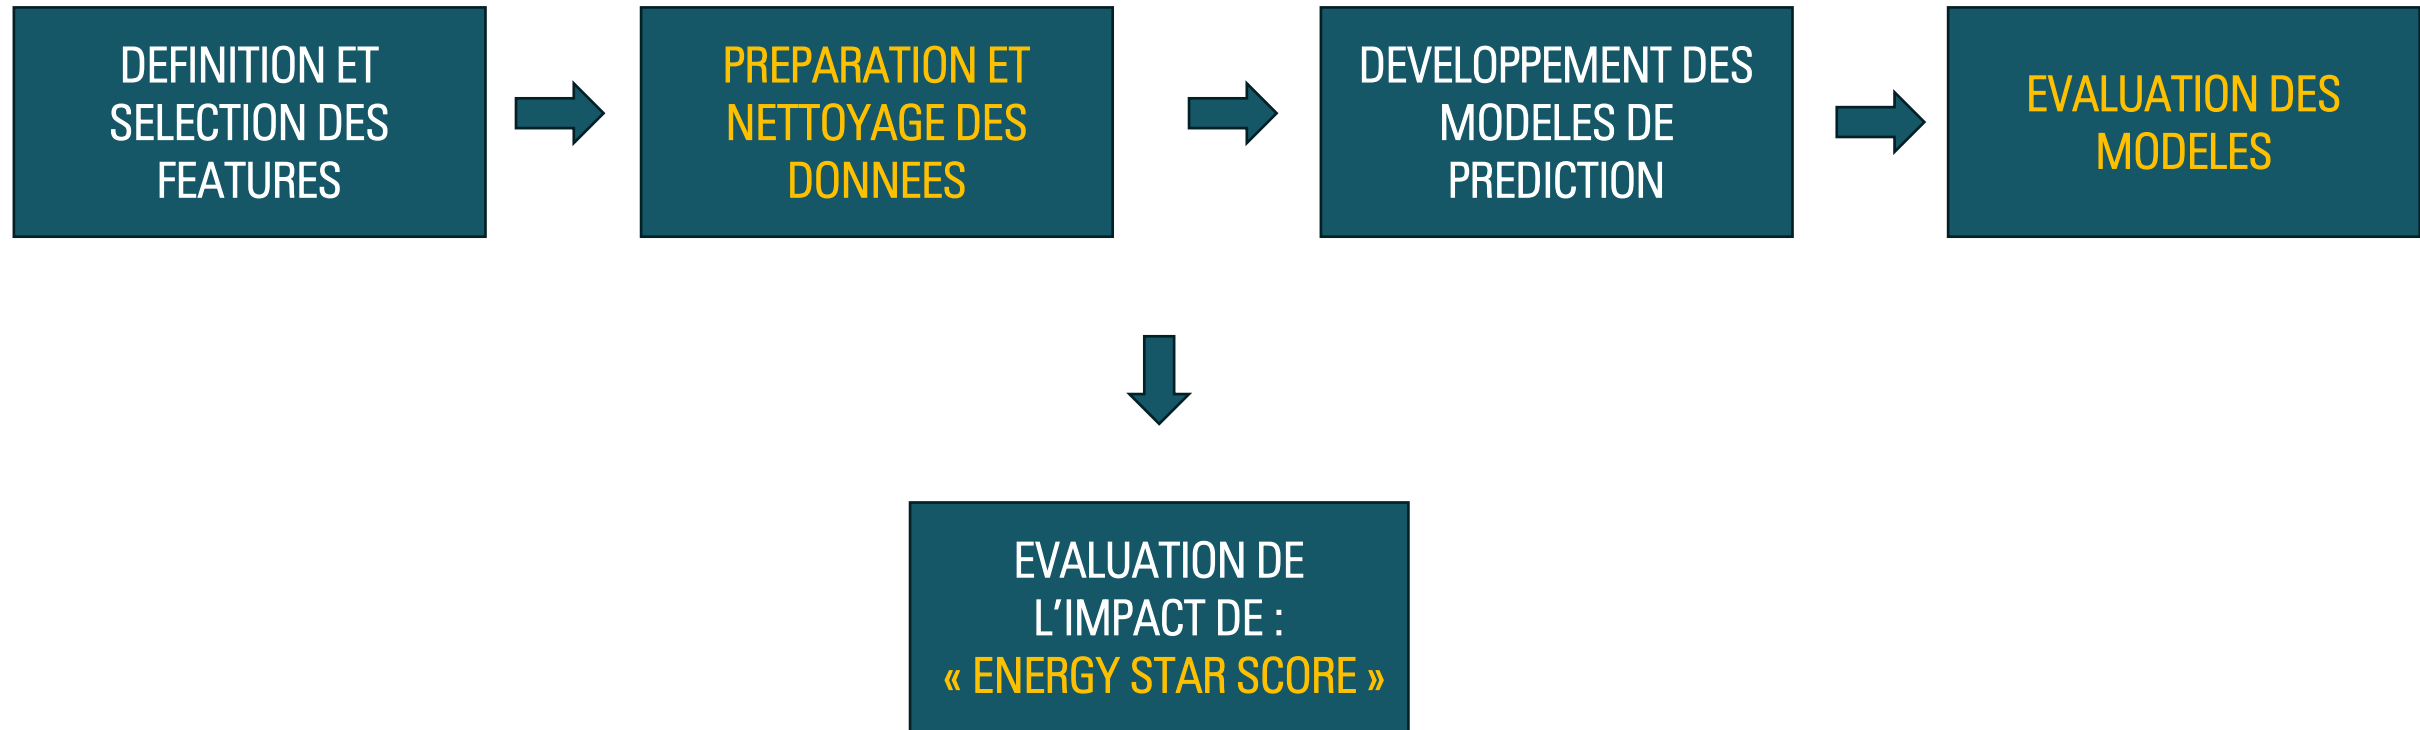 DEFINITION ET
SELECTION DES
FEATURES
PREPARATION ET
NETTOYAGE DES
DONNEES
DEVELOPPEMENT DES
MODELES DE
PREDICTION
EVALUATION DES
MODELES
EVALUATION DE
L’IMPACT DE :
« ENERGY STAR SCORE »